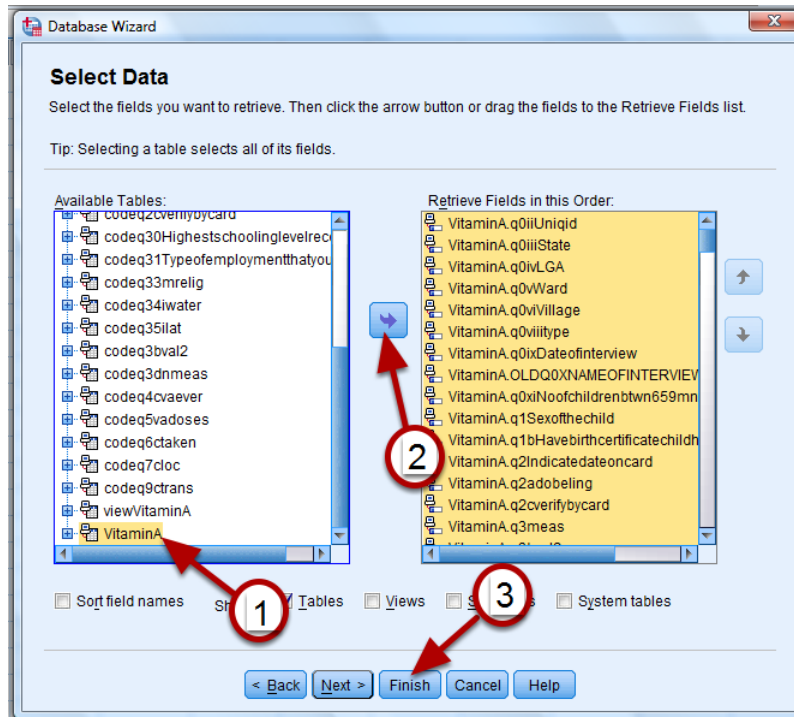 Database Wizard
Select Data
Select the fields you want to retrieve. Then click the arrow button or drag the fields to the Retrieve Fields list.
Tip: Selecting a table selects all of its fields.
Available Tables:
codeq2cverifybycard
codeq30Highestschoolinglevelrec
codeq31Typeofemploymentthatyou
codeq33mrelig
codeq34iwater
codeq35ilat
codeq3bval2
codeq3dnmeas
codeq4cvaever
codeq5vadoses
codeq6ctaken
codeq7cloc
codeq9ctrans
viewVitaminA
VitaminA
Retrieve Fields in this Order:
VitaminA.q0iiUniqid
VitaminA.q0iiiState
VitaminA.q0ivLGA
VitaminA.q0vWard
VitaminA.q0viVillage
VitaminA.q0viiitype
VitaminA.q0ixDateofinterview
VitaminA.OLDQ0XNAMEOFINTERVIEW
VitaminA.q0xiNoofchildrenbtwn659mn
VitaminA.q1Sexofthechild
VitaminA.q1bHavebirthcertificatechildh
VitaminA.q2Indicatedateoncard
VitaminA.q2adobeling
VitaminA.q2cverifybycard
VitaminA.q3meas
2
1
3
Sort field names
Tables
Views
System tables
< Back
Next >
Finish
Cancel
Help